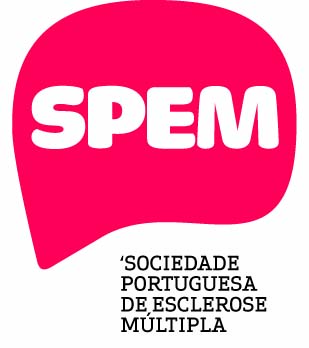 SPEM
‘SOCIEDADE
PORTUGUESA
DE ESCLEROSE
MÚLTIPLA